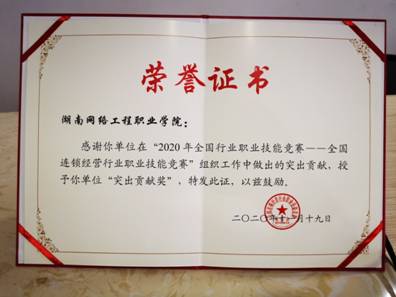 荣誉证书
湖南网络工程职业学院：
感谢你单位在“2020年全国行业职业技能竞赛——全国
连锁经营行业职业技能竞赛”组织工作中做出的突出贡献，授
予你单位“突出贡献奖”，特发此证，以兹鼓励。
二〇二〇年十一月十九日